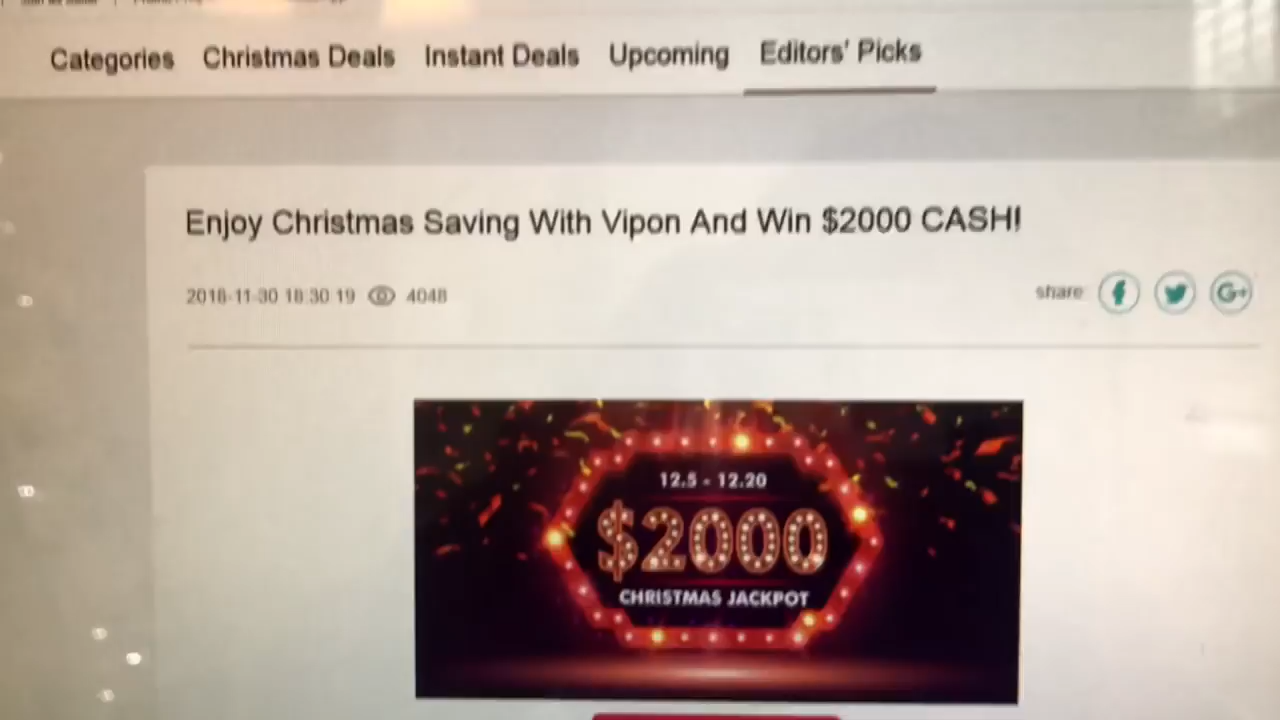 Categories Christmas Deals Instant Deals Upcoming Editors' Picks
Enjoy Christmas Saving With Vipon And Win $2000 CASH!
2018-11-30 18:30:19 4048
share
12.5 - 12.20
$2000
CHRISTMAS JACKPOT